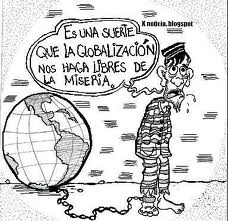 K noticia. blogspot
ES UNA SUERTE
QUE LA GLOBALIZACIÓN
NOS HAGA LIBRES DE
LA MISERIA.